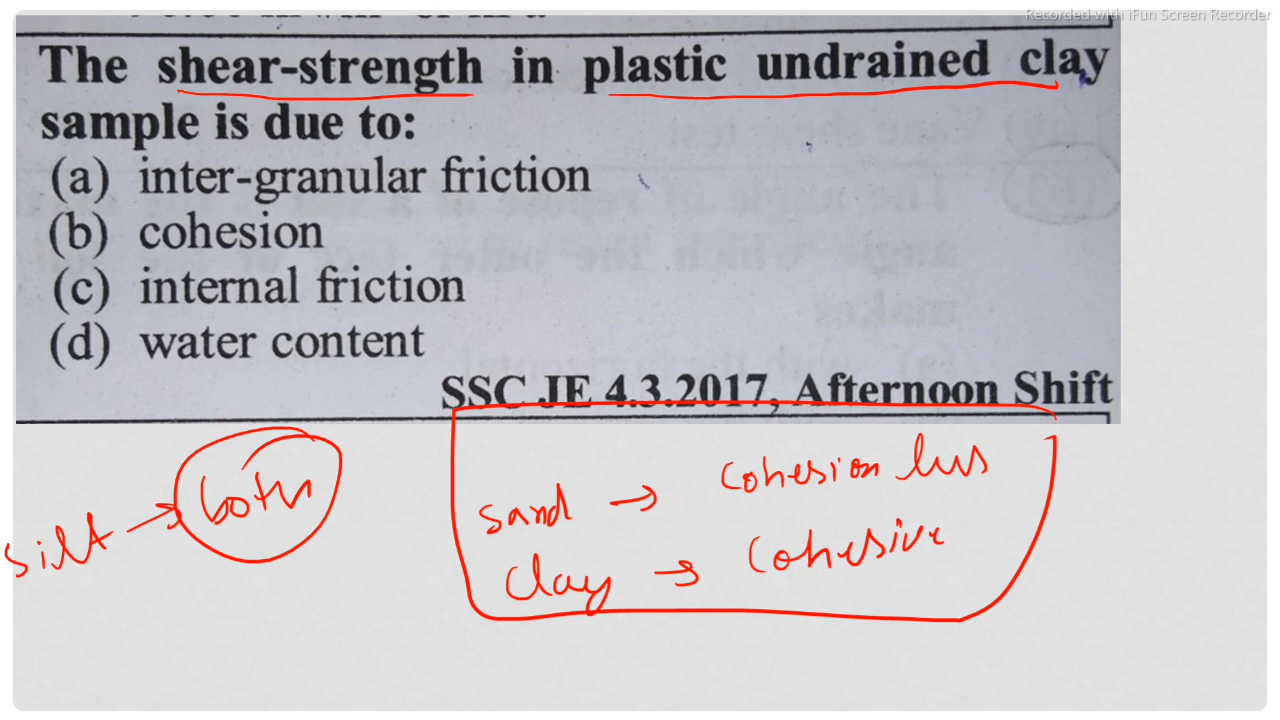 Recorded with iFun Screen Recorder
The shear-strength in plastic undrained clay
sample is due to:
(a) inter-granular friction
(b) cohesion
(c) internal friction
(d) water content
SSC JE 4.3.2017, Afternoon Shift
silt → both
sand → cohesion less
clay → cohesive